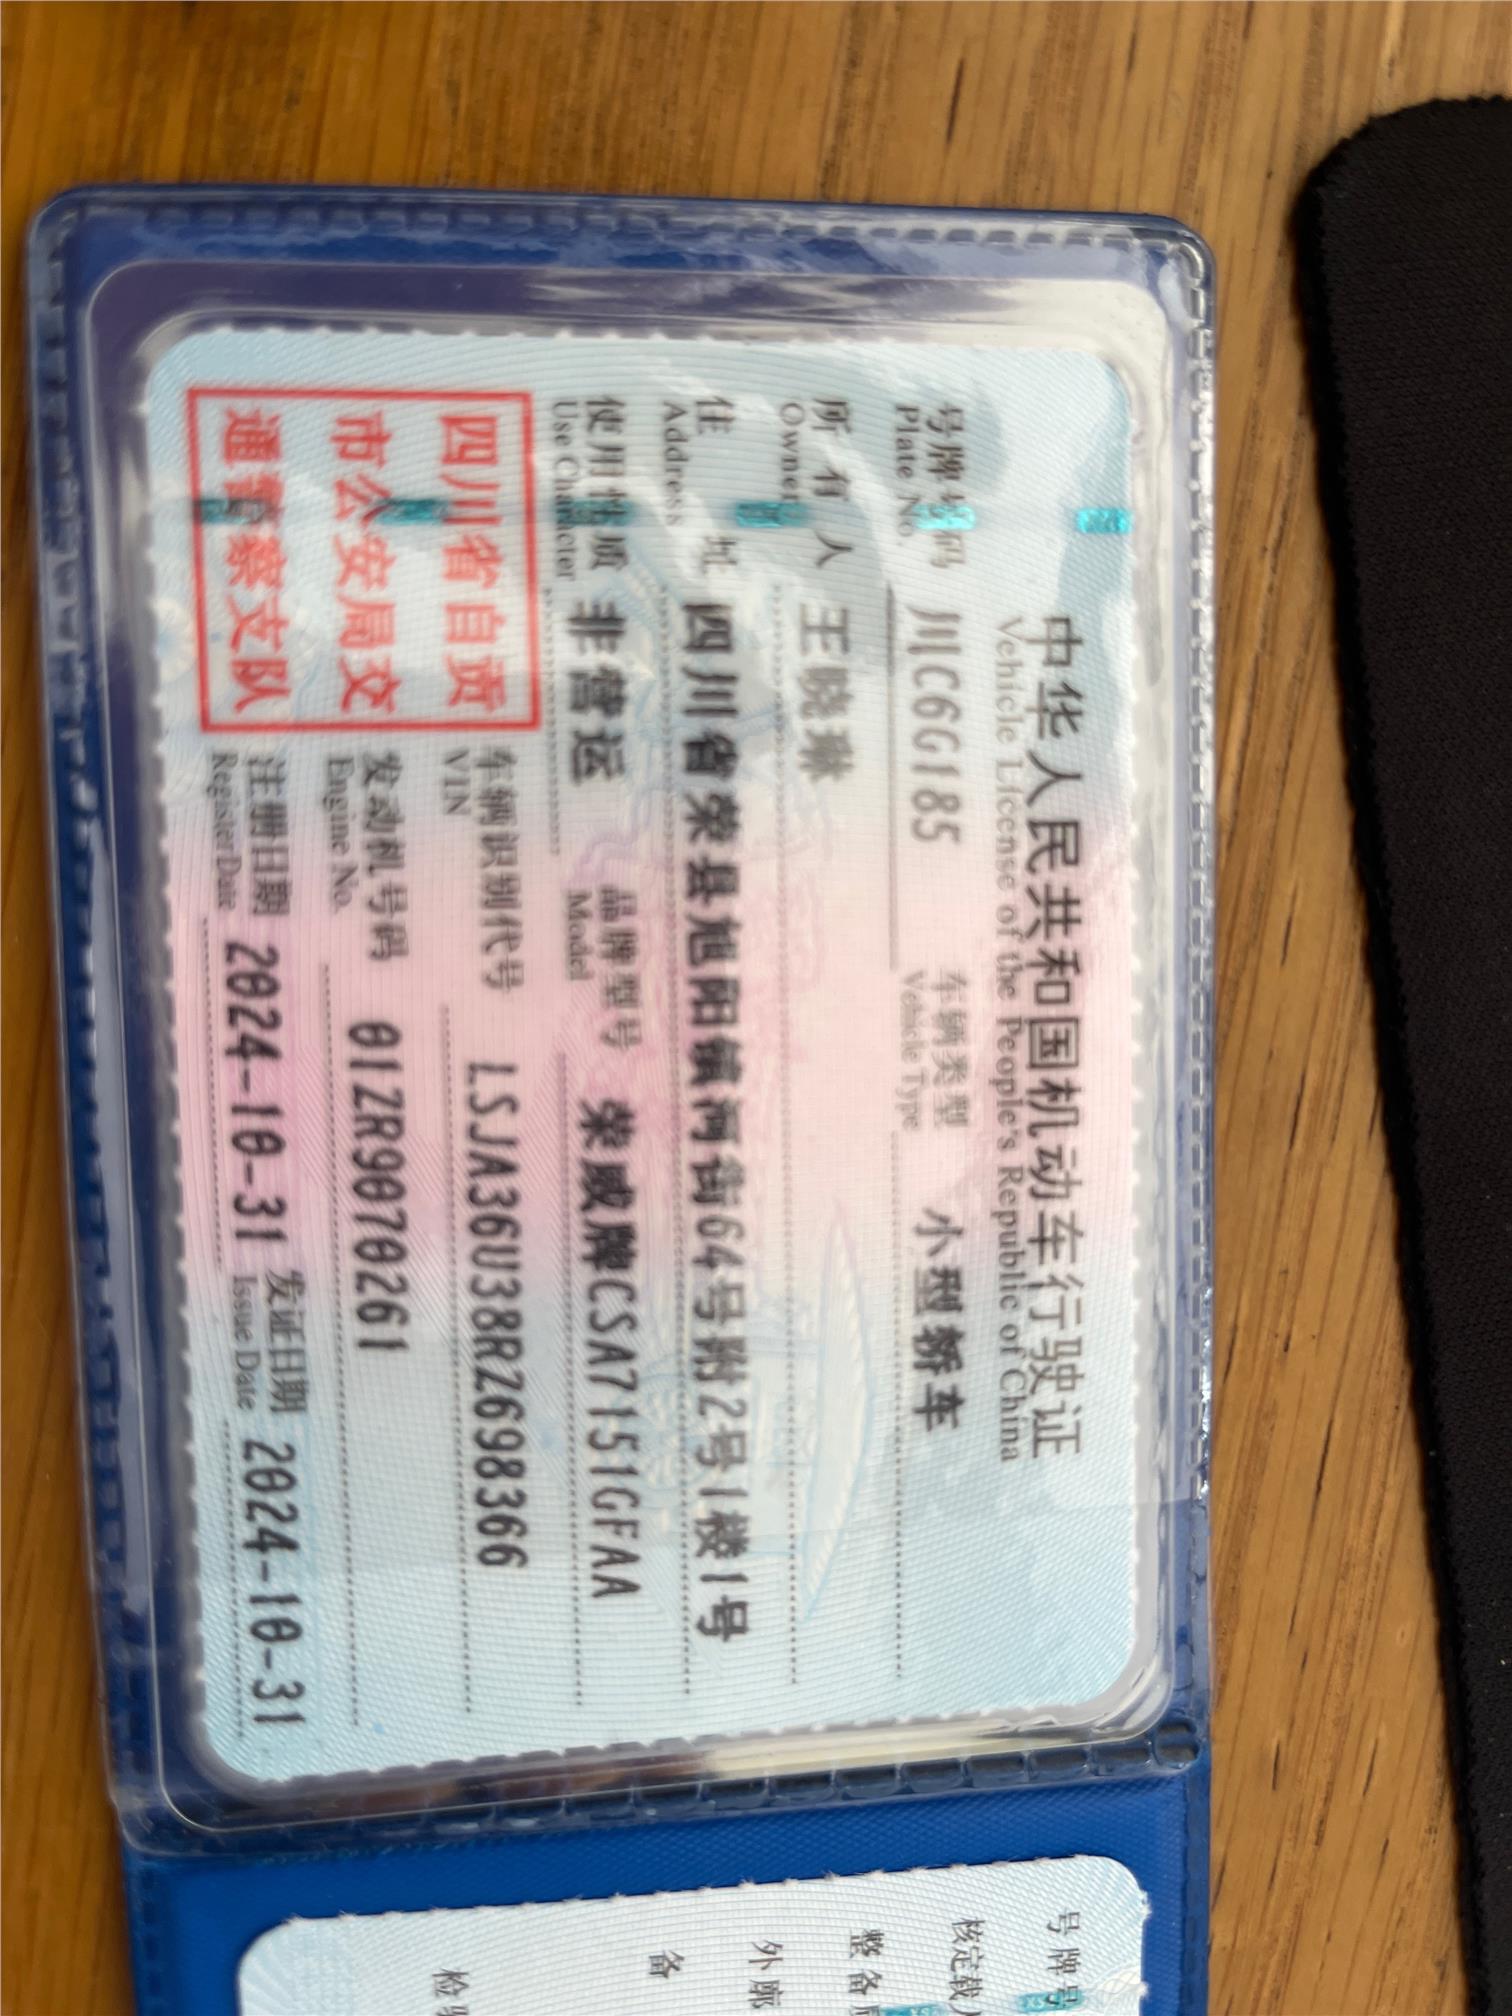 中华人民共和国机动车行驶证
Vehicle License of the People's Republic of China
号牌号码 川C6G185 车辆类型 小型轿车
Plate No. Vehicle Type
所有人 王晓琳
Owner
住址 四川省荣县旭阳镇河街64号附2号1楼1号
Address
使用性质 非营运 品牌型号 荣威牌CSA7151GFAA
Use Character Model
四川省自贡
市公安局交
通警察支队
车辆识别代号 LSJA36U38RZ698366
VIN
发动机号码 01ZR9070261
Engine No.
注册日期 2024-10-31 发证日期 2024-10-31
Register Date Issue Date
号牌号
核定载
整备
外廓
备
检